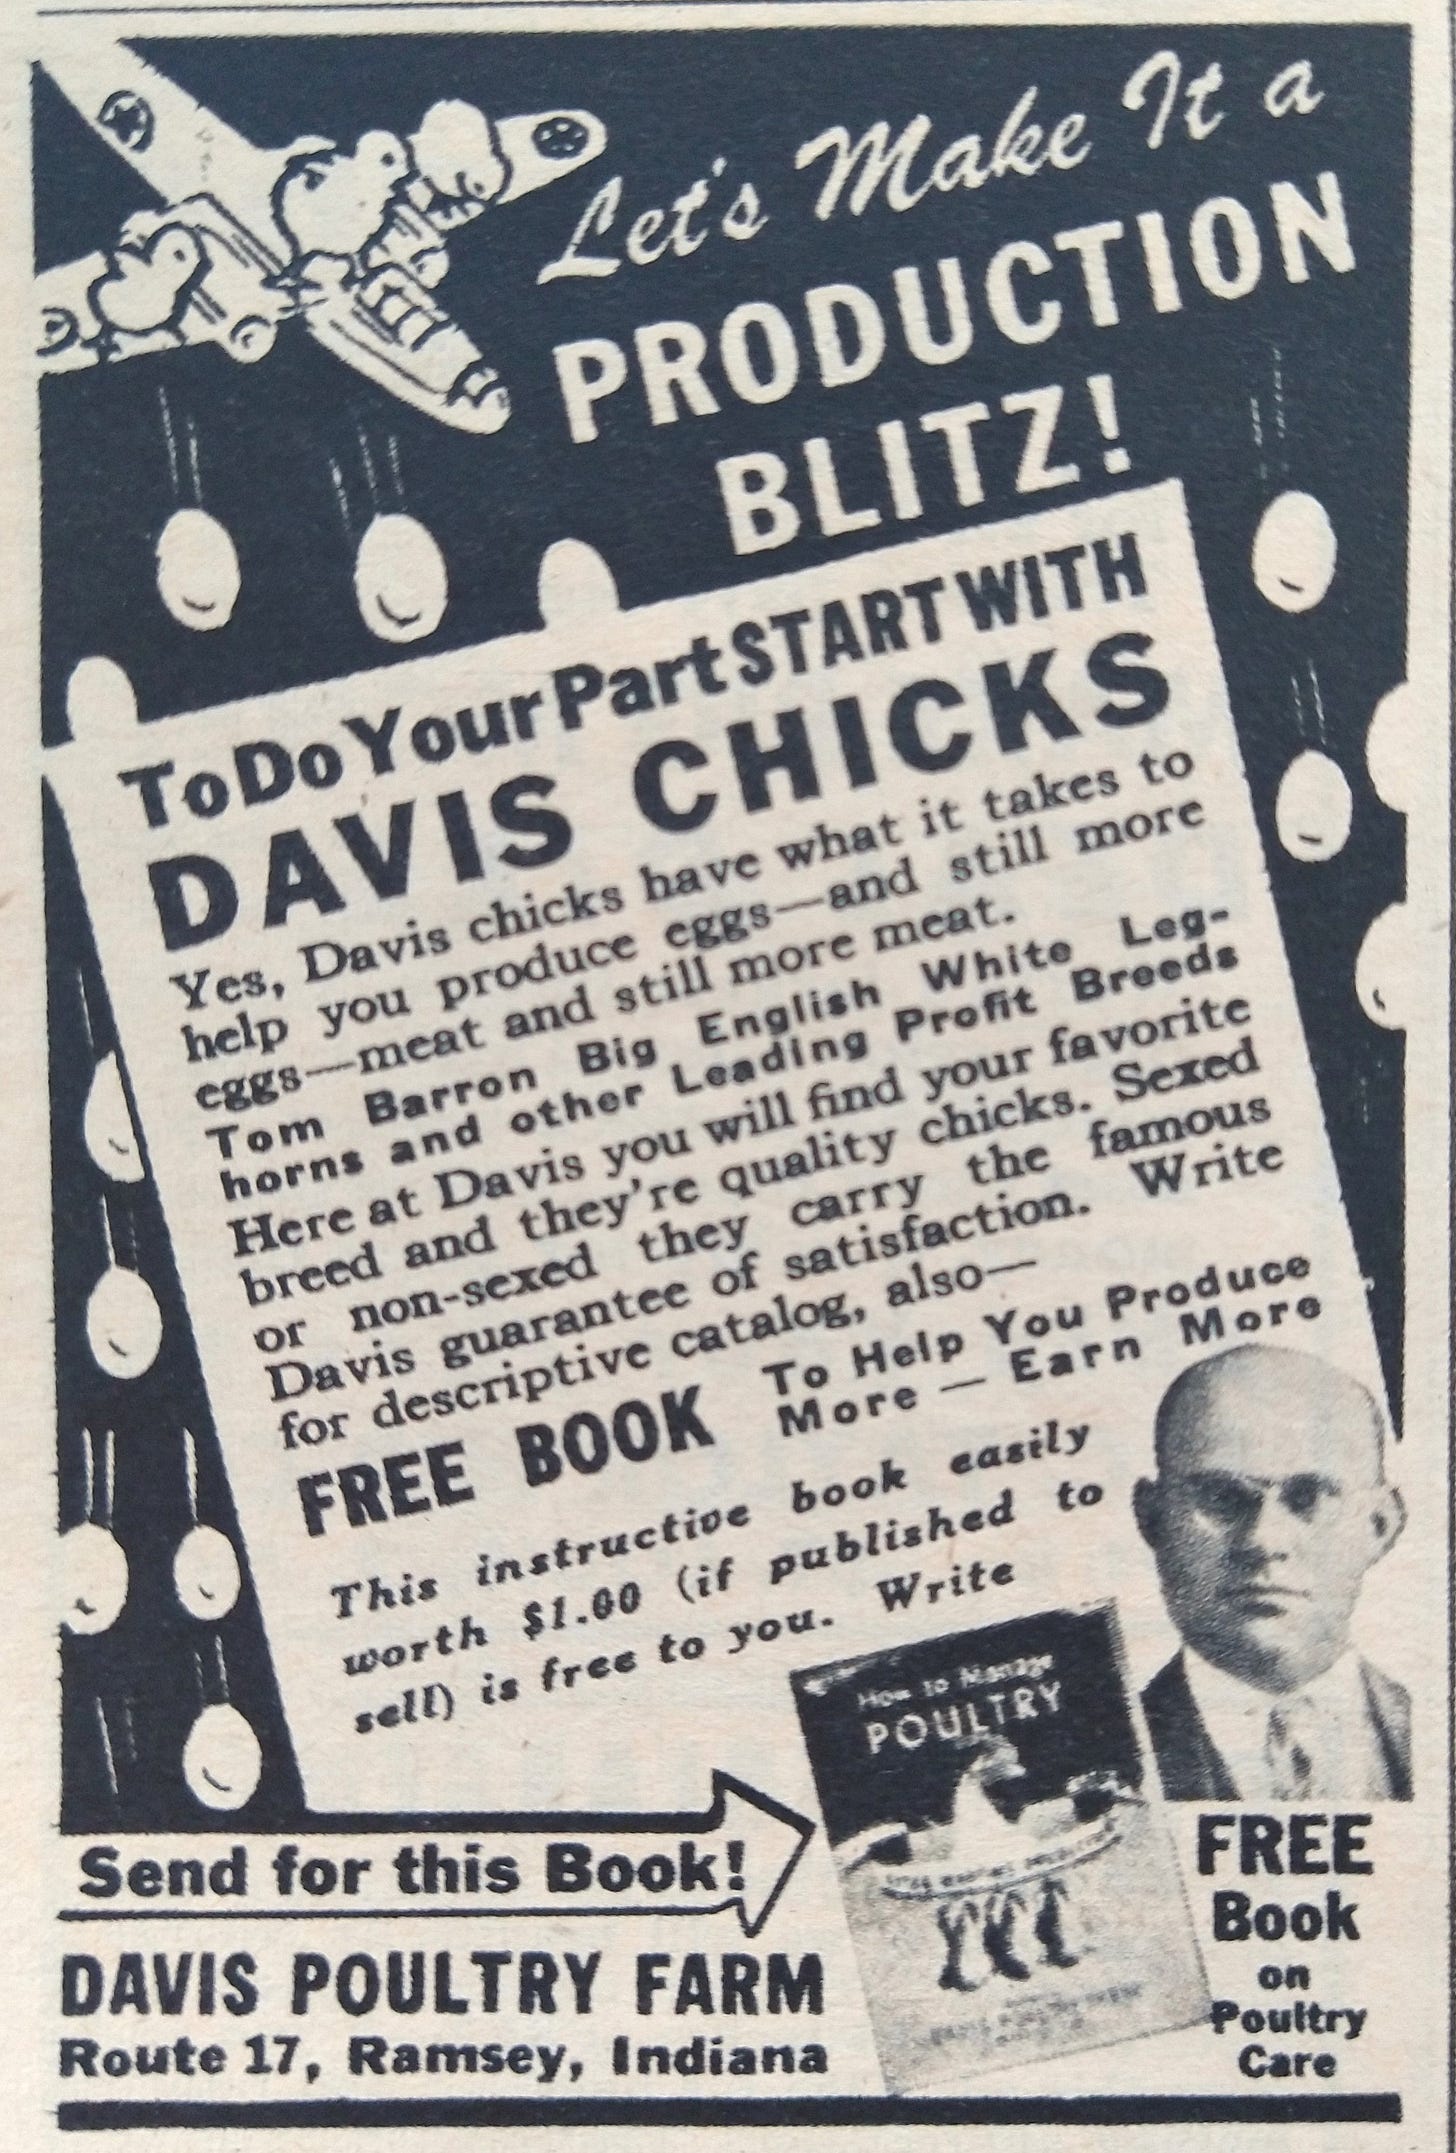 Let's Make It a
PRODUCTION
BLITZ!
To Do Your Part START WITH
DAVIS CHICKS
Yes, Davis chicks have what it takes to
help you produce eggs—and still more
eggs—meat and still more meat.
Tom Barron Big English White Leg-
horns and other Leading Profit Breeds
Here at Davis you will find your favorite
breed and they're quality chicks. Sexed
or non-sexed they carry the famous
Davis guarantee of satisfaction. Write
for descriptive catalog, also—
FREE BOOK To Help You Produce
More — Earn More
This instructive book easily
worth $1.00 (if published to
sell) is free to you. Write
How to Manage
POULTRY
Send for this Book!
DAVIS POULTRY FARM
Route 17, Ramsey, Indiana
FREE
Book
on
Poultry
Care